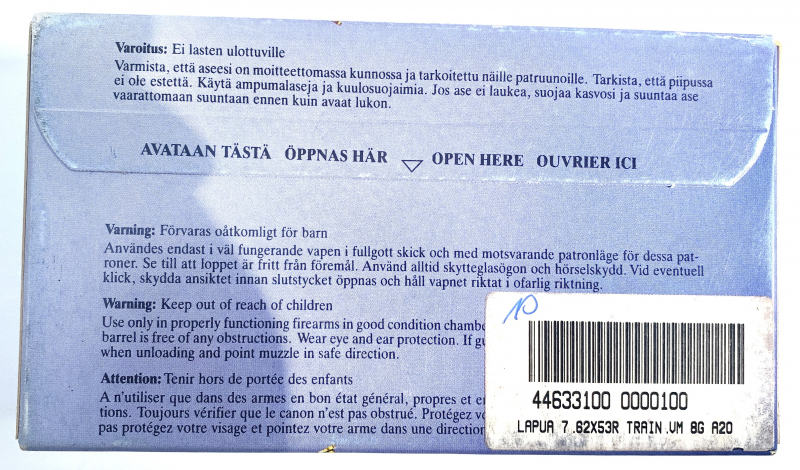 Varoitus: Ei lasten ulottuville
Varmista, että aseesi on moitteettomassa kunnossa ja tarkoitettu näille patruunoille. Tarkista, että piipussa
ei ole estettä. Käytä ampumalaseja ja kuulosuojaimia. Jos ase ei laukea, suojaa kasvosi ja suuntaa ase
vaarattomaan suuntaan ennen kuin avaat lukon.
AVATAAN TÄSTÄ ÖPPNAS HÄR ▽ OPEN HERE OUVRIER ICI
Varning: Förvaras oåtkomligt för barn
Användes endast i väl fungerande vapen i fullgott skick och med motsvarande patronläge för dessa pat-
roner. Se till att loppet är fritt från föremål. Använd alltid skytteglasögon och hörselskydd. Vid eventuell
klick, skydda ansiktet innan slutstycket öppnas och håll vapnet riktat i ofarlig riktning.
Warning: Keep out of reach of children
Use only in properly functioning firearms in good condition chambe
barrel is free of any obstructions. Wear eye and ear protection. If gu
when unloading and point muzzle in safe direction.
Attention: Tenir hors de portée des enfants
A n'utiliser que dans des armes en bon état général, propres et en
tions. Toujours vérifier que le canon n'est pas obstrué. Protégez vo
pas protégez votre visage et pointez votre arme dans une direction
10
44633100 0000100
LAPUA 7.62X53R TRAIN.VM 8G A20